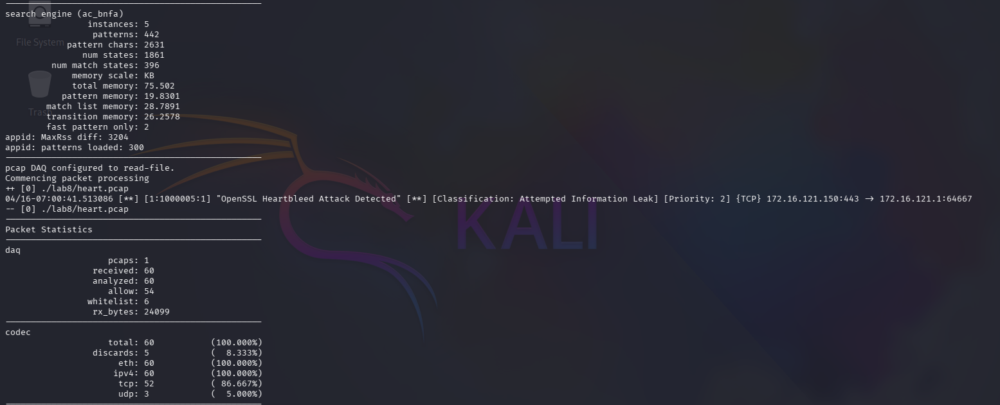 search engine (ac_bnfa)
instances: 5
patterns: 442
File System
pattern chars: 2631
num states: 1861
num match states: 396
memory scale: KB
total memory: 75.502
pattern memory: 19.8301
match list memory: 28.7891
Trash
transition memory: 26.2578
fast pattern only: 2
appid: MaxRss diff: 3204
appid: patterns loaded: 300
pcap DAQ configured to read-file.
Commencing packet processing
++ [0] ./lab8/heart.pcap
04/16-07:00:41.513086 [**] [1:1000005:1] "OpenSSL Heartbleed Attack Detected" [**] [Classification: Attempted Information Leak] [Priority: 2] {TCP} 172.16.121.150:443 → 172.16.121.1:64667
-- [0] ./lab8/heart.pcap
KALI
Packet Statistics
daq
pcaps: 1
received: 60
analyzed: 60
allow: 54
whitelist: 6
rx_bytes: 24099
codec
total: 60 (100.000%)
discards: 5 ( 8.333%)
eth: 60 (100.000%)
ipv4: 60 (100.000%)
tcp: 52 ( 86.667%)
udp: 3 ( 5.000%)